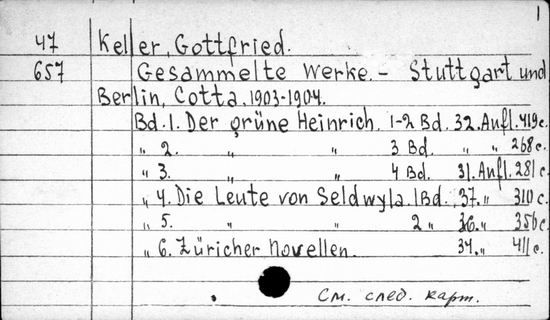 1
47 Keller, Gottfried.
657 Gesammelte Werke. – Stuttgart und
Berlin, Cotta, 1903-1904.
Bd. 1. Der grüne Heinrich. 1-2 Bd. 32. Aufl. 419 c.
„ 2. „ „ 3 Bd. „ „ 268 c.
„ 3. „ „ 4 Bd. 31. Aufl. 281 c.
„ 4. Die Leute von Seldwyla. 1 Bd. 37. „ 310 c.
„ 5. „ „ 2 „ 36. „ 356 c.
„ 6. Züricher Novellen. 34. „ 411 c.
См. след. карт.